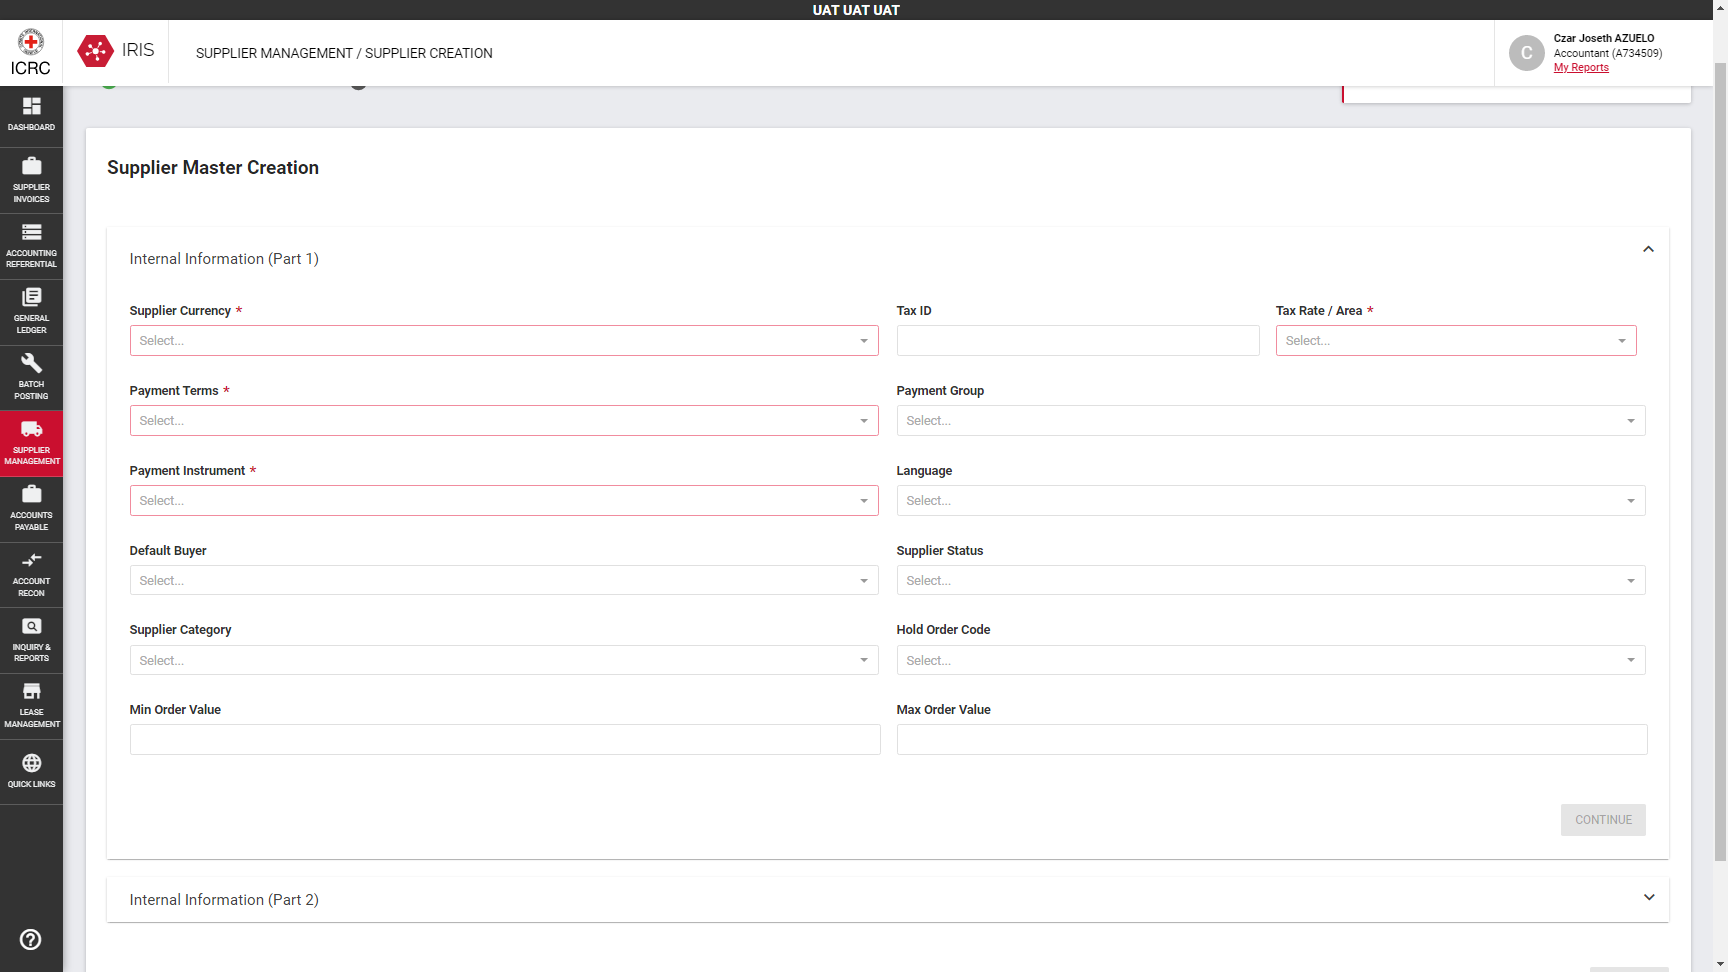 UAT UAT UAT
ICRC
IRIS
SUPPLIER MANAGEMENT / SUPPLIER CREATION
C
Czar Joseth AZUELO
Accountant (A734509)
My Reports
DASHBOARD
SUPPLIER
INVOICES
ACCOUNTING
REFERENTIAL
GENERAL
LEDGER
BATCH
POSTING
SUPPLIER
MANAGEMENT
ACCOUNTS
PAYABLE
ACCOUNT
RECON
INQUIRY &
REPORTS
LEASE
MANAGEMENT
QUICK LINKS
Supplier Master Creation
Internal Information (Part 1)
Supplier Currency *
Select...
Tax ID
Tax Rate / Area *
Select...
Payment Terms *
Select...
Payment Group
Select...
Payment Instrument *
Select...
Language
Select...
Default Buyer
Select...
Supplier Status
Select...
Supplier Category
Select...
Hold Order Code
Select...
Min Order Value
Max Order Value
CONTINUE
Internal Information (Part 2)